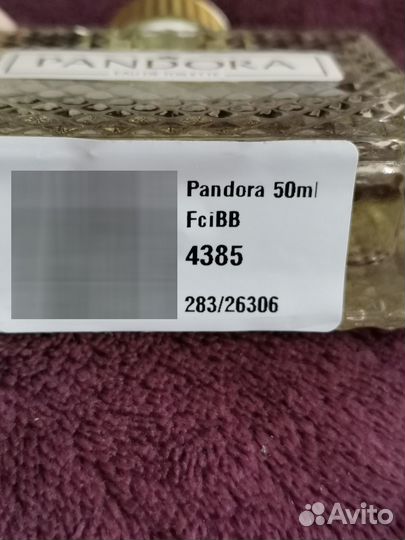 PANDORA
EAU DE TOILETTE
Pandora 50ml
FciBB
4385
283/26306
Avito